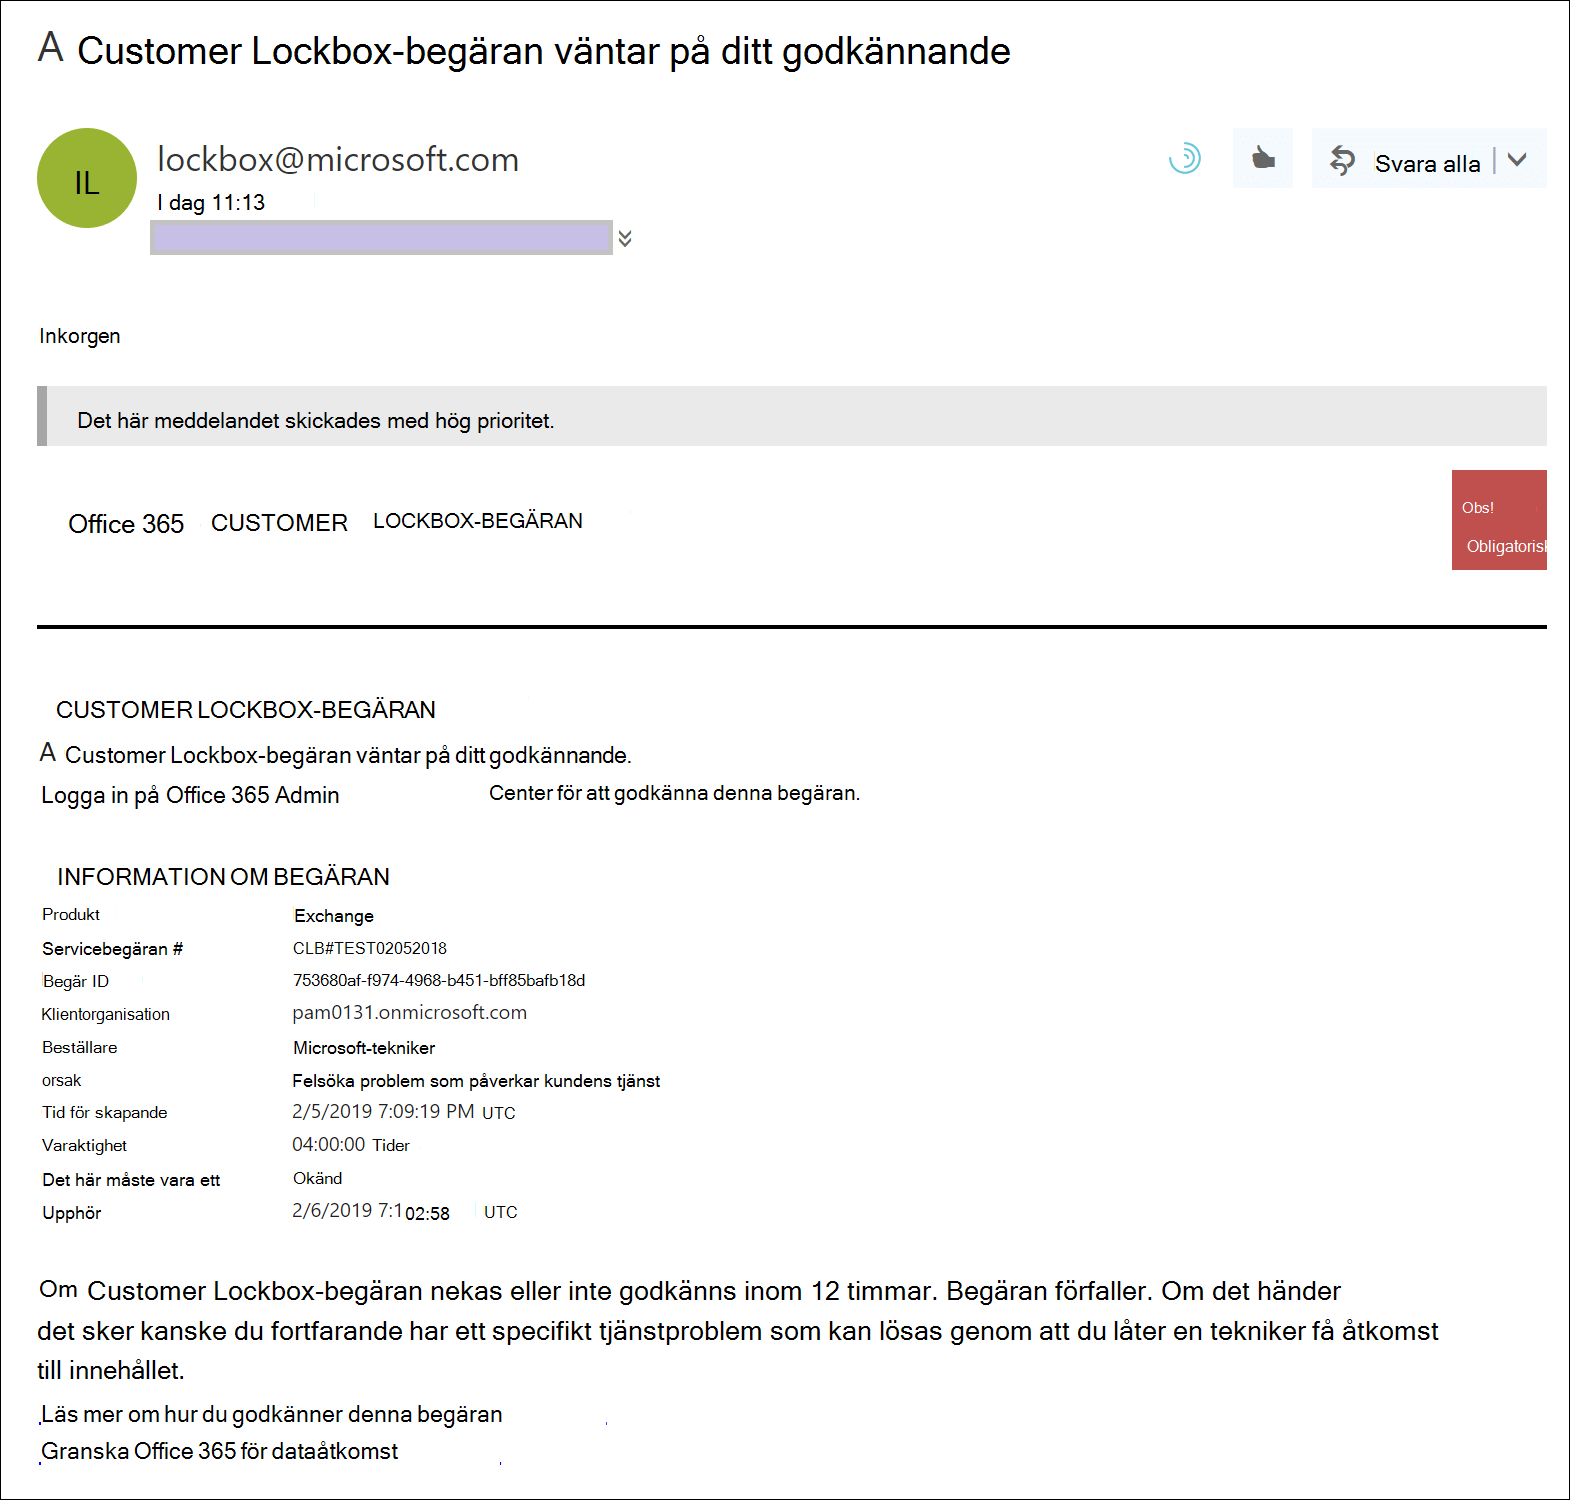 A Customer Lockbox-begäran väntar på ditt godkännande
IL
lockbox@microsoft.com
I dag 11:13
Svara alla
Inkorgen
Det här meddelandet skickades med hög prioritet.
Office 365 CUSTOMER LOCKBOX-BEGÄRAN
Obs!
Obligatorisk
CUSTOMER LOCKBOX-BEGÄRAN
A Customer Lockbox-begäran väntar på ditt godkännande.
Logga in på Office 365 Admin Center för att godkänna denna begäran.
INFORMATION OM BEGÄRAN
Produkt Exchange
Servicebegäran # CLB#TEST02052018
Begär ID 753680af-f974-4968-b451-bff85bafb18d
Klientorganisation pam0131.onmicrosoft.com
Beställare Microsoft-tekniker
orsak Felsöka problem som påverkar kundens tjänst
Tid för skapande 2/5/2019 7:09:19 PM UTC
Varaktighet 04:00:00 Tider
Det här måste vara ett Okänd
Upphör 2/6/2019 7:1 02:58 UTC
Om Customer Lockbox-begäran nekas eller inte godkänns inom 12 timmar. Begäran förfaller. Om det händer
det sker kanske du fortfarande har ett specifikt tjänstproblem som kan lösas genom att du låter en tekniker få åtkomst
till innehållet.
Läs mer om hur du godkänner denna begäran
Granska Office 365 för dataåtkomst